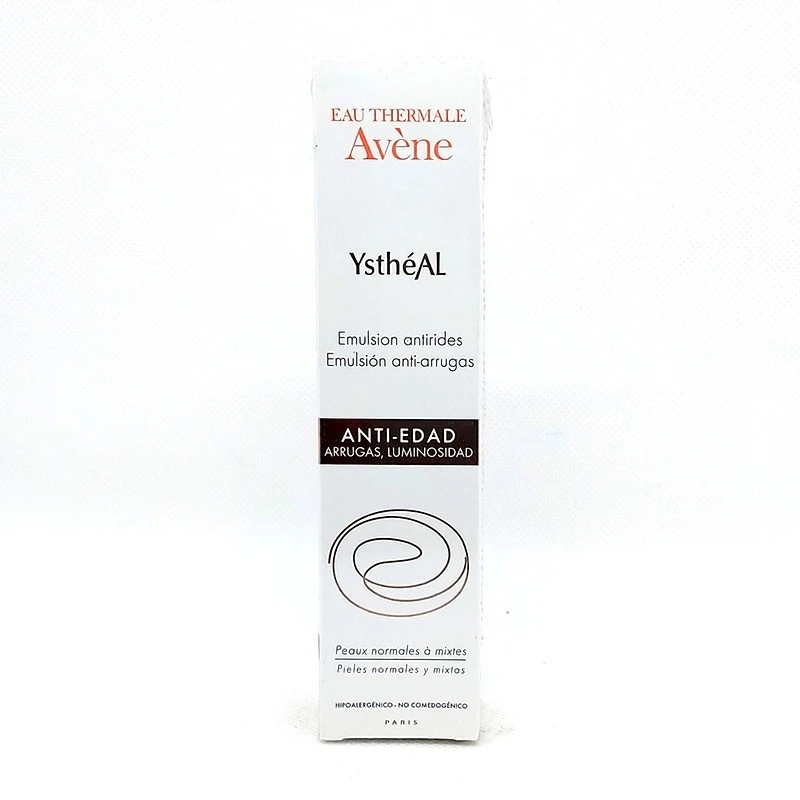 EAU THERMALE
Avène
YsthéAL
Emulsion antirides
Emulsión anti-arrugas
ANTI-EDAD
ARRUGAS, LUMINOSIDAD
Peaux normales à mixtes
Pieles normales y mixtas
HIPOALERGÉNICO - NO COMEDOGÉNICO
PARIS